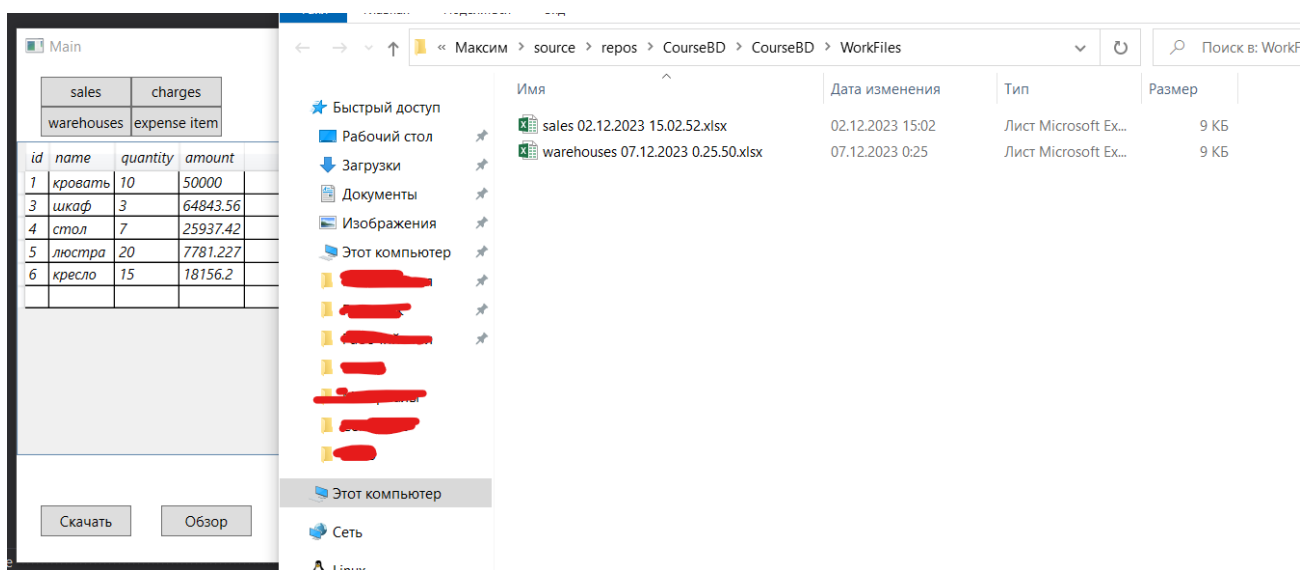 Main
sales charges
warehouses expense item
id name quantity amount
1 кровать 10 50000
3 шкаф 3 64843.56
4 стол 7 25937.42
5 люстра 20 7781.227
6 кресло 15 18156.2
Скачать Обзор
« Максим > source > repos > CourseBD > CourseBD > WorkFiles
Поиск в: WorkF
Быстрый доступ
Рабочий стол
Загрузки
Документы
Изображения
Этот компьютер
Этот компьютер
Сеть
Linux
Имя Дата изменения Тип Размер
sales 02.12.2023 15.02.52.xlsx 02.12.2023 15:02 Лист Microsoft Ex... 9 КБ
warehouses 07.12.2023 0.25.50.xlsx 07.12.2023 0:25 Лист Microsoft Ex... 9 КБ